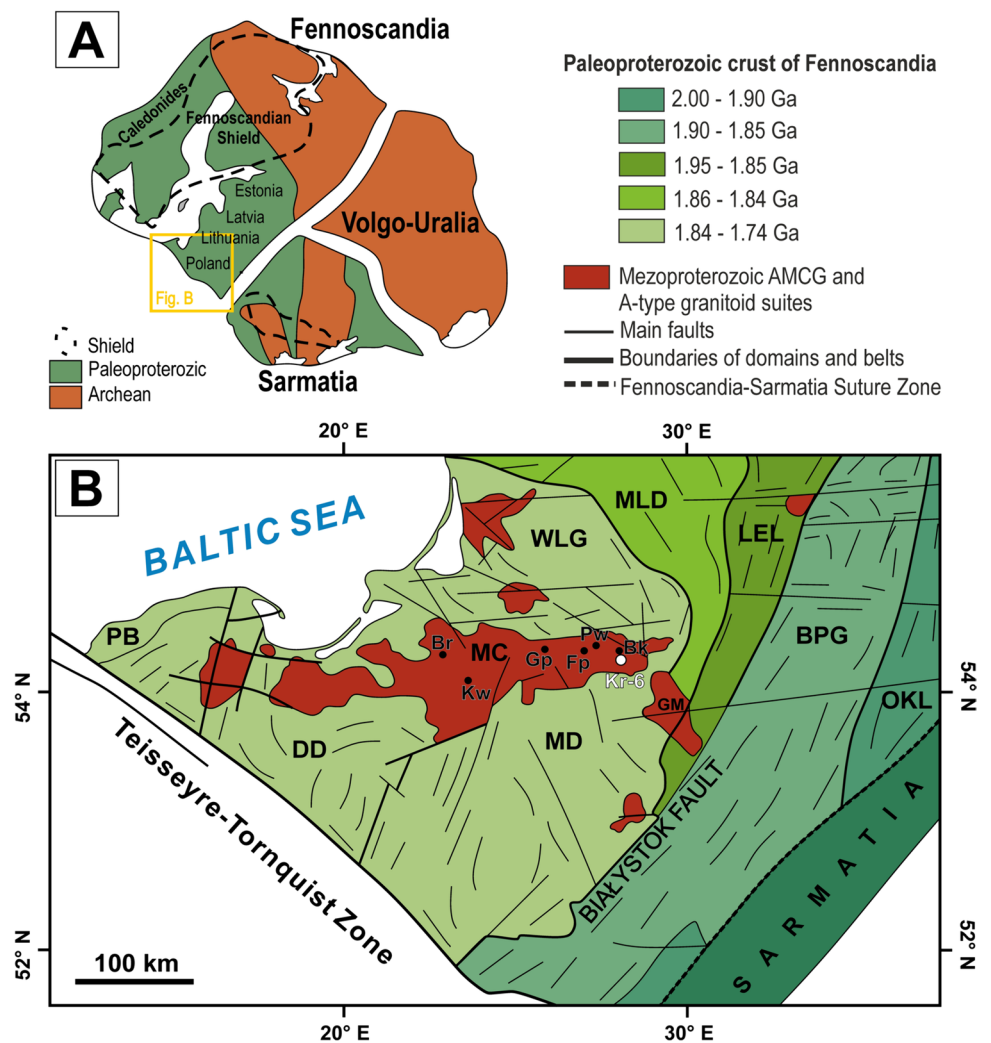 A
Fennoscandia
Caledonides
Fennoscandian
Shield
Estonia
Latvia
Lithuania
Poland
Volgo-Uralia
Fig. B
Shield
Paleoproterozic
Archean
Sarmatia
Paleoproterozoic crust of Fennoscandia
2.00 - 1.90 Ga
1.90 - 1.85 Ga
1.95 - 1.85 Ga
1.86 - 1.84 Ga
1.84 - 1.74 Ga
Mezoproterozoic AMCG and
A-type granitoid suites
Main faults
Boundaries of domains and belts
Fennoscandia-Sarmatia Suture Zone
20° E
30° E
B
BALTIC SEA
MLD
WLG
LEL
PB
BPG
Br
MC
Pw
Gp
Fp
Bk
Kr-6
Kw
GM
OKL
54° N
54° N
DD
MD
Teisseyre-Tornquist Zone
BIAŁYSTOK FAULT
SARMATIA
52° N
52° N
100 km
20° E
30° E